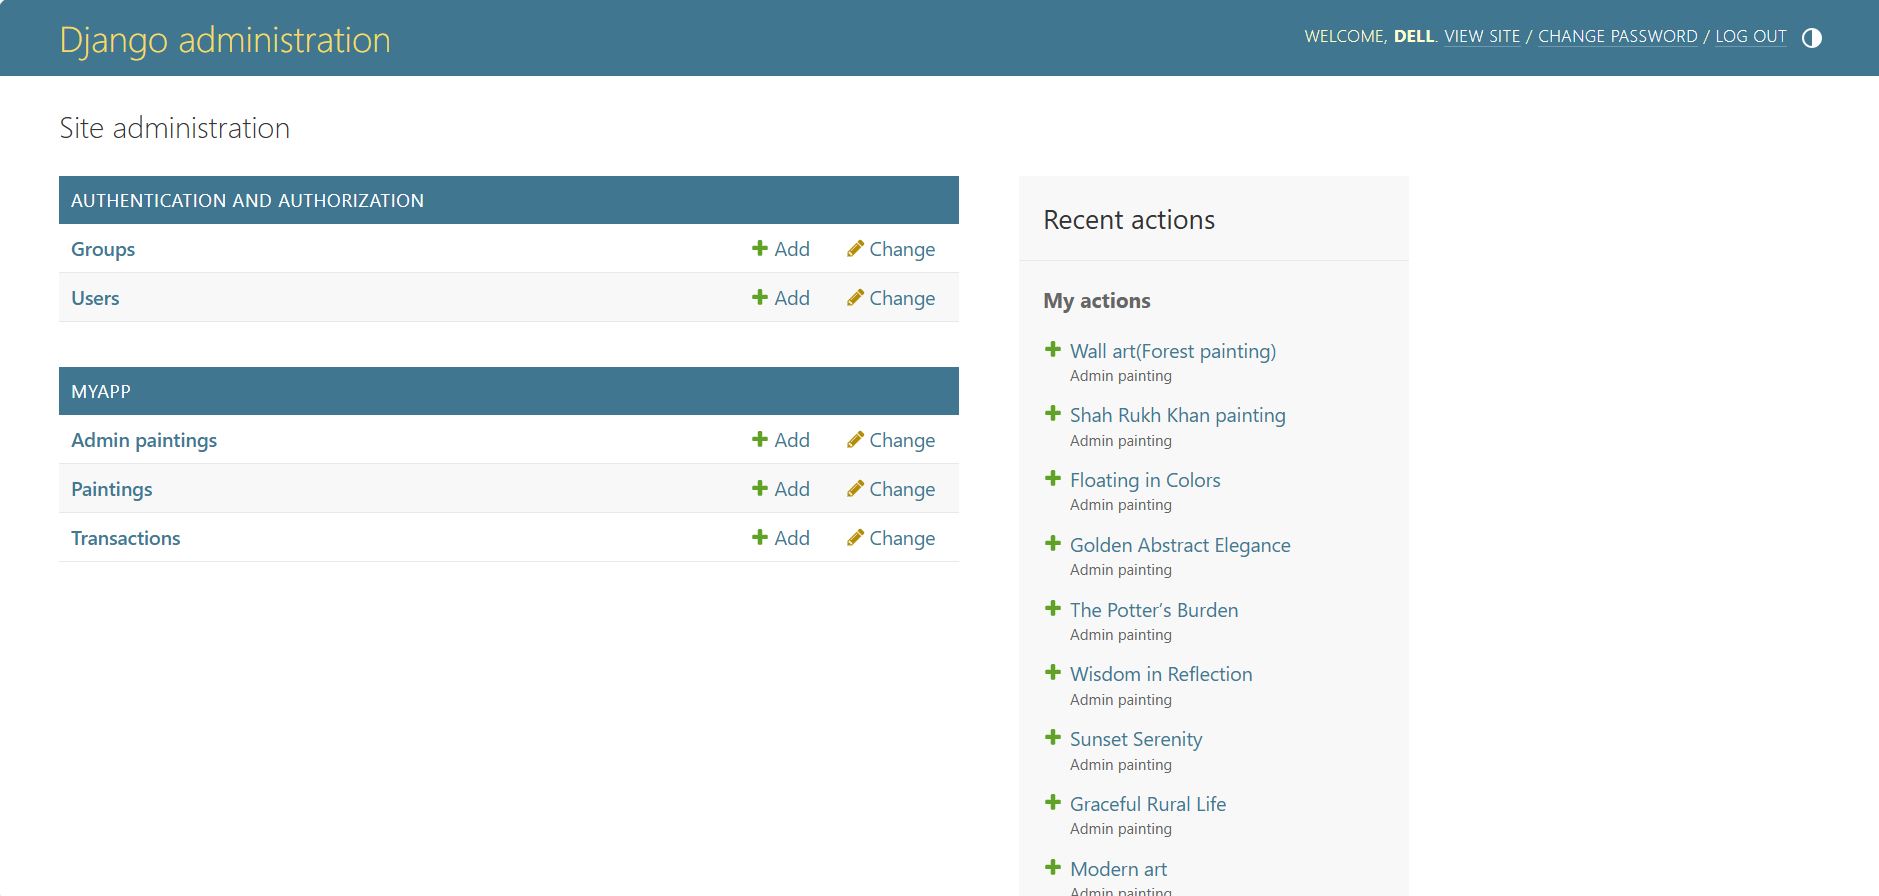 Django administration
WELCOME, DELL. VIEW SITE / CHANGE PASSWORD / LOG OUT
Site administration
AUTHENTICATION AND AUTHORIZATION
Groups Add Change
Users Add Change
MYAPP
Admin paintings Add Change
Paintings Add Change
Transactions Add Change
Recent actions
My actions
Wall art(Forest painting)
Admin painting
Shah Rukh Khan painting
Admin painting
Floating in Colors
Admin painting
Golden Abstract Elegance
Admin painting
The Potter’s Burden
Admin painting
Wisdom in Reflection
Admin painting
Sunset Serenity
Admin painting
Graceful Rural Life
Admin painting
Modern art
Admin painting